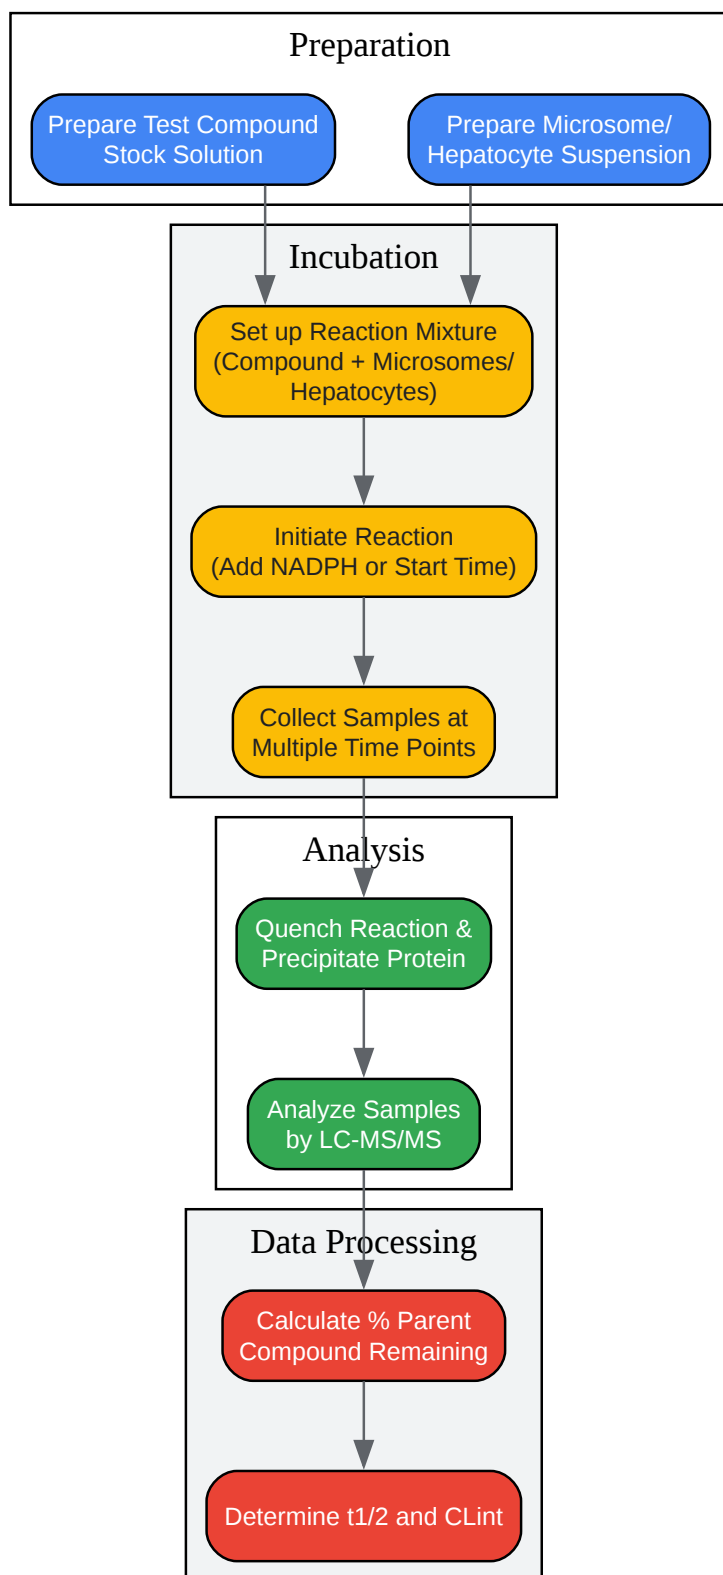 Preparation
Prepare Test Compound
Stock Solution
Prepare Microsome/
Hepatocyte Suspension
Incubation
Set up Reaction Mixture
(Compound + Microsomes/
Hepatocytes)
Initiate Reaction
(Add NADPH or Start Time)
Collect Samples at
Multiple Time Points
Analysis
Quench Reaction &
Precipitate Protein
Analyze Samples
by LC-MS/MS
Data Processing
Calculate % Parent
Compound Remaining
Determine t1/2 and CLint